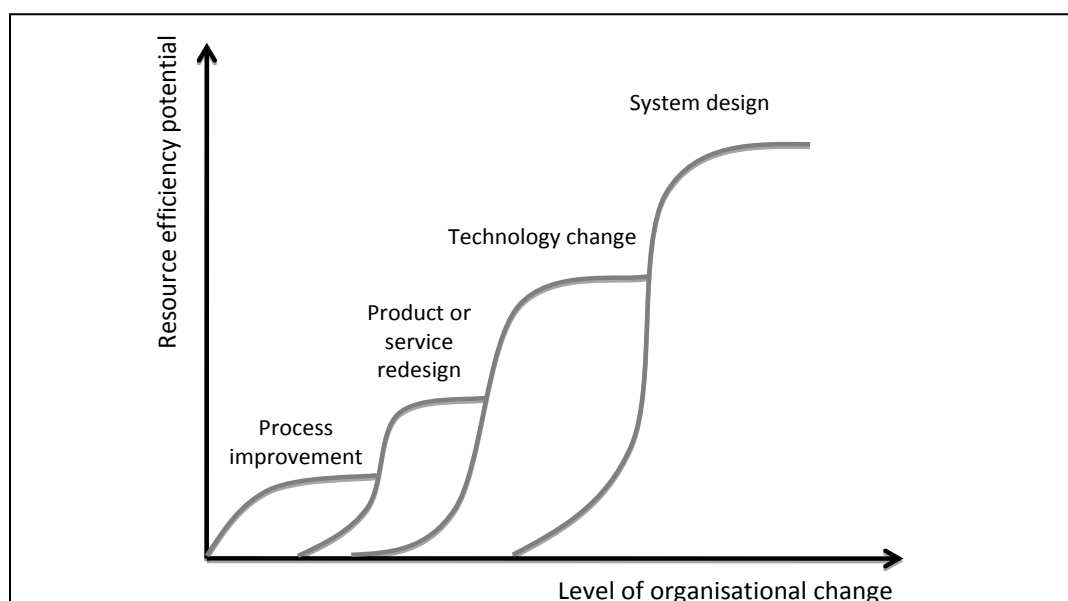 Resource efficiency potential
System design
Technology change
Product or
service
redesign
Process
improvement
Level of organisational change